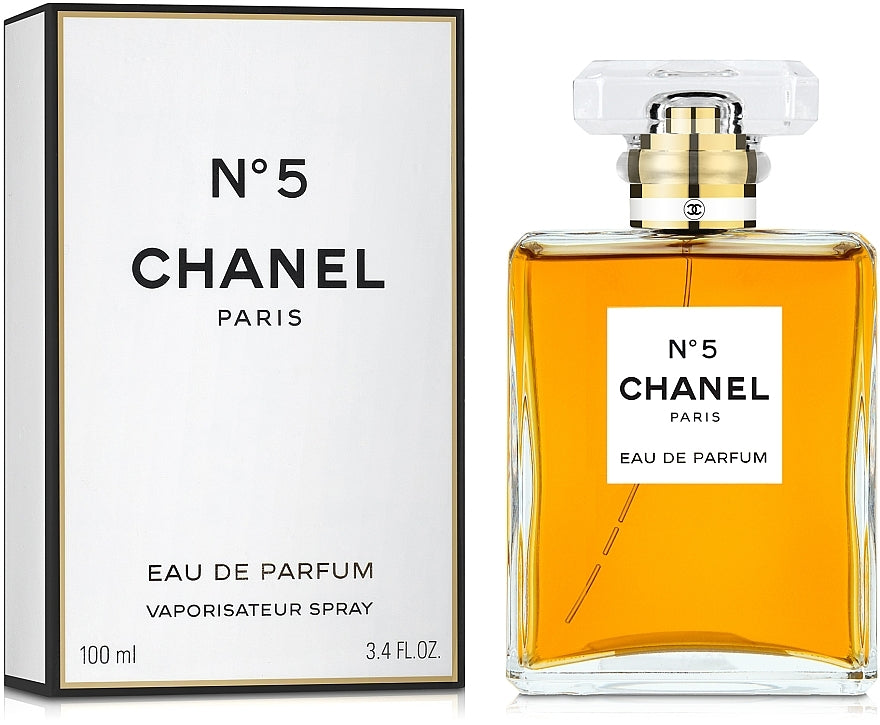 N°5
CHANEL
PARIS
EAU DE PARFUM
VAPORISATEUR SPRAY
100 ml
3.4 FL.OZ.
N°5
CHANEL
PARIS
EAU DE PARFUM